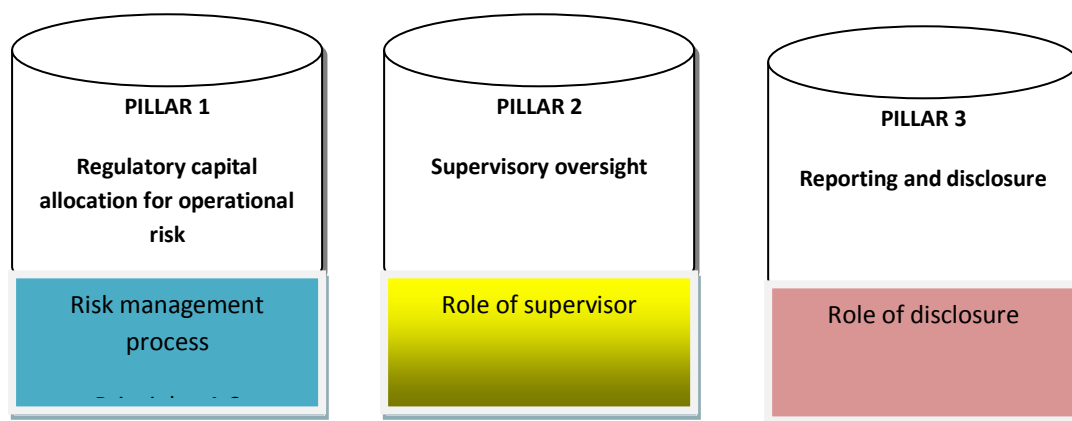 PILLAR 1
Regulatory capital
allocation for operational
risk
Risk management
process
PILLAR 2
Supervisory oversight
Role of supervisor
PILLAR 3
Reporting and disclosure
Role of disclosure